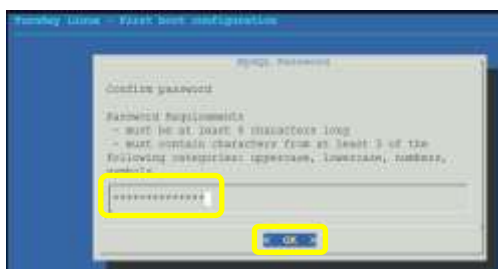 Turnkey Linux - First boot configuration
MySQL Password
Confirm password
Password Requirements
- must be at least 8 characters long
- must contain characters from at least 3 of the
following categories: uppercase, lowercase, numbers,
symbols
**************
< OK >